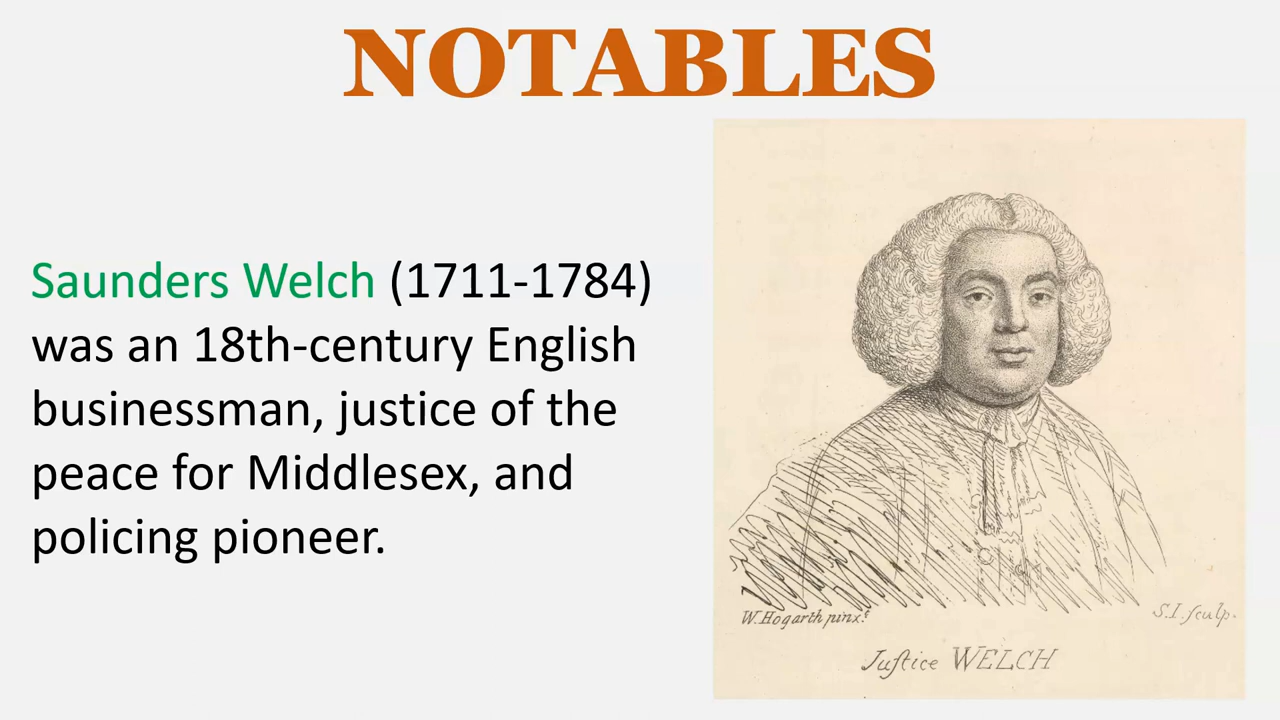 NOTABLES
Saunders Welch (1711-1784)
was an 18th-century English
businessman, justice of the
peace for Middlesex, and
policing pioneer.
W. Hogarth pinx.t
S.I. ſculp.
Juſtice WELCH